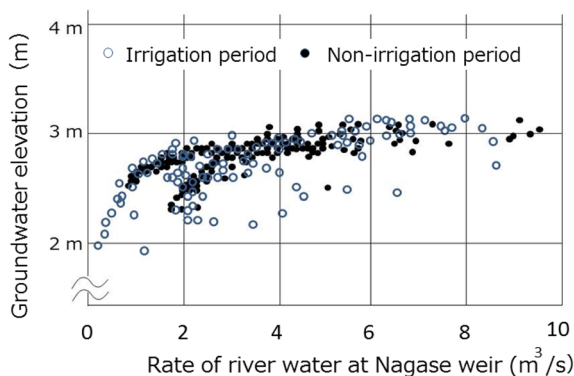 4 m
Irrigation period
Non-irrigation period
3 m
2 m
Groundwater elevation (m)
0 2 4 6 8 10
Rate of river water at Nagase weir (m³/s)